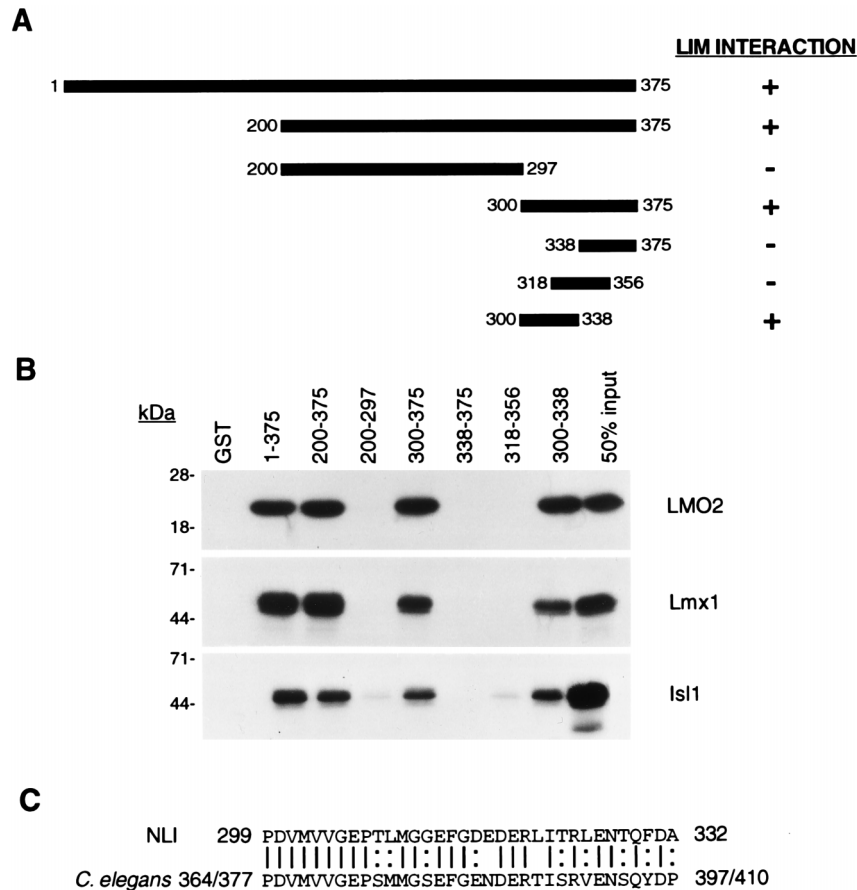 A
LIM INTERACTION
1 375 +
200 375 +
200 297 -
300 375 +
338 375 -
318 356 -
300 338 +
B
kDa GST 1-375 200-375 200-297 300-375 338-375 318-356 300-338 50% input
28-
LMO2
18-
71-
Lmx1
44-
71-
Isl1
44-
C
NLI 299 PDVMVVGEPTLMGGEFGDEDERLITRLENTQFDA 332
|||||||||::||:|||: ||| |:|:|||:|:|:
C. elegans 364/377 PDVMVVGEPSMMGSEFGENDERTISRVENSQYDP 397/410